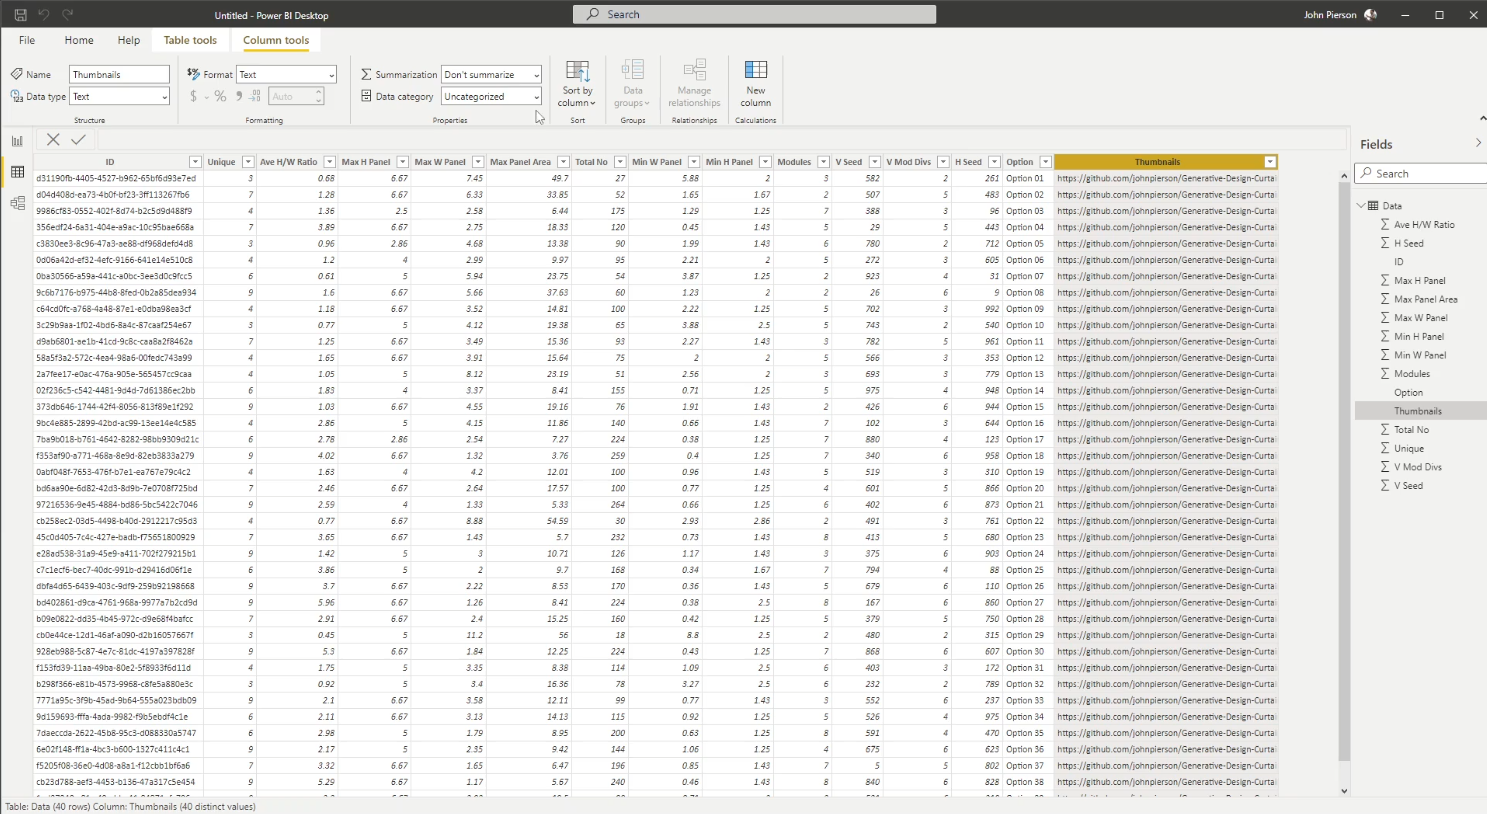 Untitled - Power BI Desktop
Search
John Pierson
File Home Help Table tools Column tools
Name Thumbnails
Data type Text
Structure
Format Text
$ % 9 Auto
Formatting
Summarization Don't summarize
Data category Uncategorized
Properties
Sort by column
Sort
Data groups
Groups
Manage relationships
Relationships
New column
Calculations
ID Unique Ave H/W Ratio Max H Panel Max W Panel Max Panel Area Total No Min W Panel Min H Panel Modules V Seed V Mod Divs H Seed Option Thumbnails
d31190fb-4405-4527-b962-65bf6d93e7ed 3 0.68 6.67 7.45 49.7 27 5.88 2 3 582 2 261 Option 01 https://github.com/johnpierson/Generative-Design-Curtai
d04d408d-ea73-4b0f-bf23-3ff113267fb6 7 1.28 6.67 6.33 33.85 52 1.65 1.67 2 507 5 483 Option 02 https://github.com/johnpierson/Generative-Design-Curtai
9986cf83-0552-402f-8d74-b2c5d9d488f9 4 1.36 2.5 2.58 6.44 175 1.29 1.25 7 388 3 96 Option 03 https://github.com/johnpierson/Generative-Design-Curtai
356edf24-6a31-404e-a9ac-10c95bae668a 7 3.89 6.67 2.75 18.33 120 0.45 1.43 5 29 5 443 Option 04 https://github.com/johnpierson/Generative-Design-Curtai
c3830ee3-8c96-47a3-ae88-df968defd4d8 3 0.96 2.86 4.68 13.38 90 1.99 1.43 6 780 2 712 Option 05 https://github.com/johnpierson/Generative-Design-Curtai
0d06a42d-ef32-4efc-9166-641e14e510c8 4 1.2 4 2.99 9.97 95 2.21 2 5 272 3 605 Option 06 https://github.com/johnpierson/Generative-Design-Curtai
0ba30566-a59a-441c-a0bc-3ee3d0c9fcc5 6 0.61 5 5.94 23.75 54 3.87 1.25 2 923 4 31 Option 07 https://github.com/johnpierson/Generative-Design-Curtai
9c6b7176-b975-44b8-8fed-0b2a85dea934 9 1.6 6.67 5.66 37.63 60 1.23 2 2 26 6 9 Option 08 https://github.com/johnpierson/Generative-Design-Curtai
c64cd0fc-a768-4a48-87e1-e0dba98ea3cf 4 1.18 6.67 3.52 14.81 100 2.22 1.25 5 702 3 992 Option 09 https://github.com/johnpierson/Generative-Design-Curtai
3c29b9aa-1f02-4bd6-8a4c-87caaf254e67 3 0.77 5 4.12 19.38 65 3.88 2.5 5 743 2 540 Option 10 https://github.com/johnpierson/Generative-Design-Curtai
d9ab6801-ae1b-41cd-9c8c-caa8a2f8462a 7 1.25 6.67 3.49 15.36 93 2.27 1.43 3 782 5 961 Option 11 https://github.com/johnpierson/Generative-Design-Curtai
58a5f3a2-572c-4ea4-98a6-00fedc743a99 4 1.65 6.67 3.91 15.64 75 2 2 5 566 3 353 Option 12 https://github.com/johnpierson/Generative-Design-Curtai
2a7fee17-e0ac-476a-905e-565457cc9caa 4 1.05 5 8.12 23.19 51 2.56 2 3 693 3 779 Option 13 https://github.com/johnpierson/Generative-Design-Curtai
02f236c5-c542-4481-9d4d-7d61386ec2bb 6 1.83 4 3.37 8.41 155 0.71 1.25 5 975 4 948 Option 14 https://github.com/johnpierson/Generative-Design-Curtai
373db646-1744-42f4-8056-813f89e1f292 9 1.03 6.67 4.55 19.16 76 1.91 1.43 2 426 6 944 Option 15 https://github.com/johnpierson/Generative-Design-Curtai
9bc4e885-2899-42bd-ac99-13ee14e4c585 4 2.86 5 4.15 11.86 140 0.66 1.43 7 102 3 644 Option 16 https://github.com/johnpierson/Generative-Design-Curtai
7ba9b018-b761-4642-8282-98bb9309d21c 6 2.78 2.86 2.54 7.27 224 0.38 1.25 7 880 4 123 Option 17 https://github.com/johnpierson/Generative-Design-Curtai
f353af90-a771-468a-8e9d-82eb3833a279 9 4.02 6.67 1.32 3.76 259 0.4 1.25 7 340 6 958 Option 18 https://github.com/johnpierson/Generative-Design-Curtai
0abf048f-7653-476f-b7e1-ea767e79c4c2 4 1.63 4 4.2 12.01 100 0.96 1.43 5 519 3 310 Option 19 https://github.com/johnpierson/Generative-Design-Curtai
bd6aa90e-6d82-42d3-8d9b-7e0708f725bd 7 2.46 6.67 2.64 17.57 100 0.77 1.25 4 601 5 866 Option 20 https://github.com/johnpierson/Generative-Design-Curtai
97216536-9e45-4884-bd86-5bc5422c7046 9 2.59 4 1.33 5.33 264 0.66 1.25 6 402 6 873 Option 21 https://github.com/johnpierson/Generative-Design-Curtai
cb258ec2-03d5-4498-b40d-2912217c95d3 4 0.77 6.67 8.88 54.59 30 2.93 2.86 2 491 3 761 Option 22 https://github.com/johnpierson/Generative-Design-Curtai
45c0d405-7c4c-427e-badb-f75651800929 7 3.65 6.67 1.43 5.7 232 0.73 1.43 8 413 5 680 Option 23 https://github.com/johnpierson/Generative-Design-Curtai
e28ad538-31a9-45e9-a411-702f279215b1 9 1.42 5 3 10.71 126 1.17 1.43 3 375 6 903 Option 24 https://github.com/johnpierson/Generative-Design-Curtai
c7c1ecf6-bec7-40dc-991b-d29416d06f1e 6 3.86 5 2 9.7 168 0.34 1.67 7 794 4 88 Option 25 https://github.com/johnpierson/Generative-Design-Curtai
dbfa4d65-6439-403c-9df9-259b92198668 9 3.7 6.67 2.22 8.53 170 0.36 1.43 5 679 6 110 Option 26 https://github.com/johnpierson/Generative-Design-Curtai
bd402861-d9ca-4761-968a-9977a7b2cd9d 9 5.96 6.67 1.26 8.41 224 0.38 2.5 8 167 6 860 Option 27 https://github.com/johnpierson/Generative-Design-Curtai
b09e0822-dd35-4b45-972c-d9e68f4bafcc 7 2.91 6.67 2.4 15.25 160 0.42 1.25 5 379 5 750 Option 28 https://github.com/johnpierson/Generative-Design-Curtai
cb0e44ce-12d1-46af-a090-d2b16057667f 3 0.45 5 11.2 56 18 8.8 2.5 2 480 2 315 Option 29 https://github.com/johnpierson/Generative-Design-Curtai
928eb988-5c87-4e7c-81dc-4197a397828f 9 5.3 6.67 1.84 12.25 224 0.43 1.25 7 868 6 607 Option 30 https://github.com/johnpierson/Generative-Design-Curtai
f153fd39-11aa-49ba-80e2-5f8933f6d11d 4 1.75 5 3.35 8.38 114 1.09 2.5 6 403 3 172 Option 31 https://github.com/johnpierson/Generative-Design-Curtai
b298f366-e81b-4573-9968-c8fe5a880e3c 3 0.92 5 3.4 16.36 78 3.27 2.5 6 232 2 789 Option 32 https://github.com/johnpierson/Generative-Design-Curtai
7771a95c-3f9b-45ad-9b64-555a023bdb09 9 2.1 6.67 3.58 12.11 99 0.77 1.43 3 552 6 237 Option 33 https://github.com/johnpierson/Generative-Design-Curtai
9d159693-fffa-4ada-9982-f9b5ebdf4c1e 6 2.11 6.67 3.13 14.13 115 0.92 1.25 5 526 4 975 Option 34 https://github.com/johnpierson/Generative-Design-Curtai
7daeccda-2622-45b8-95c3-d088330a5747 6 2.98 5 1.79 8.95 200 0.63 1.25 8 591 4 470 Option 35 https://github.com/johnpierson/Generative-Design-Curtai
6e02f148-ff1a-4bc3-b600-1327c411c4c1 9 2.17 5 2.35 9.42 144 1.06 1.25 4 675 6 623 Option 36 https://github.com/johnpierson/Generative-Design-Curtai
f5205f08-36e0-4d08-a8a1-f12cbb1bf6a6 7 3.32 6.67 1.65 6.47 196 0.85 1.43 7 5 5 802 Option 37 https://github.com/johnpierson/Generative-Design-Curtai
cb23d788-aef3-4453-b136-47a317c5e454 9 5.29 6.67 1.17 5.67 240 0.46 1.43 8 840 6 828 Option 38 https://github.com/johnpierson/Generative-Design-Curtai
Fields
Search
Data
Ave H/W Ratio
H Seed
ID
Max H Panel
Max Panel Area
Max W Panel
Min H Panel
Min W Panel
Modules
Option
Thumbnails
Total No
Unique
V Mod Divs
V Seed
Table: Data (40 rows) Column: Thumbnails (40 distinct values)